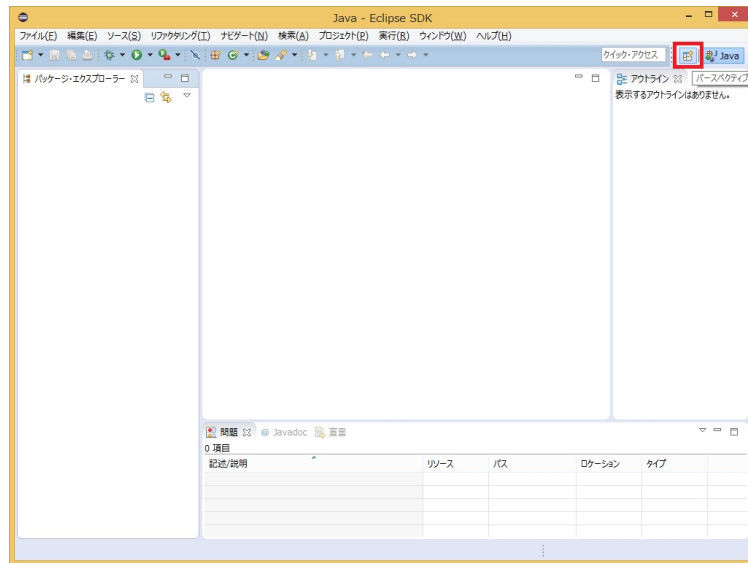 Java - Eclipse SDK
ファイル(F) 編集(E) ソース(S) リファクタリング(T) ナビゲート(N) 検索(A) プロジェクト(P) 実行(R) ウィンドウ(W) ヘルプ(H)
クイック・アクセス Java
パッケージ・エクスプローラー
アウトライン パースペクティブ
表示するアウトラインはありません。
問題 @ Javadoc 宣言
0 項目
記述/説明 リソース パス ロケーション タイプ